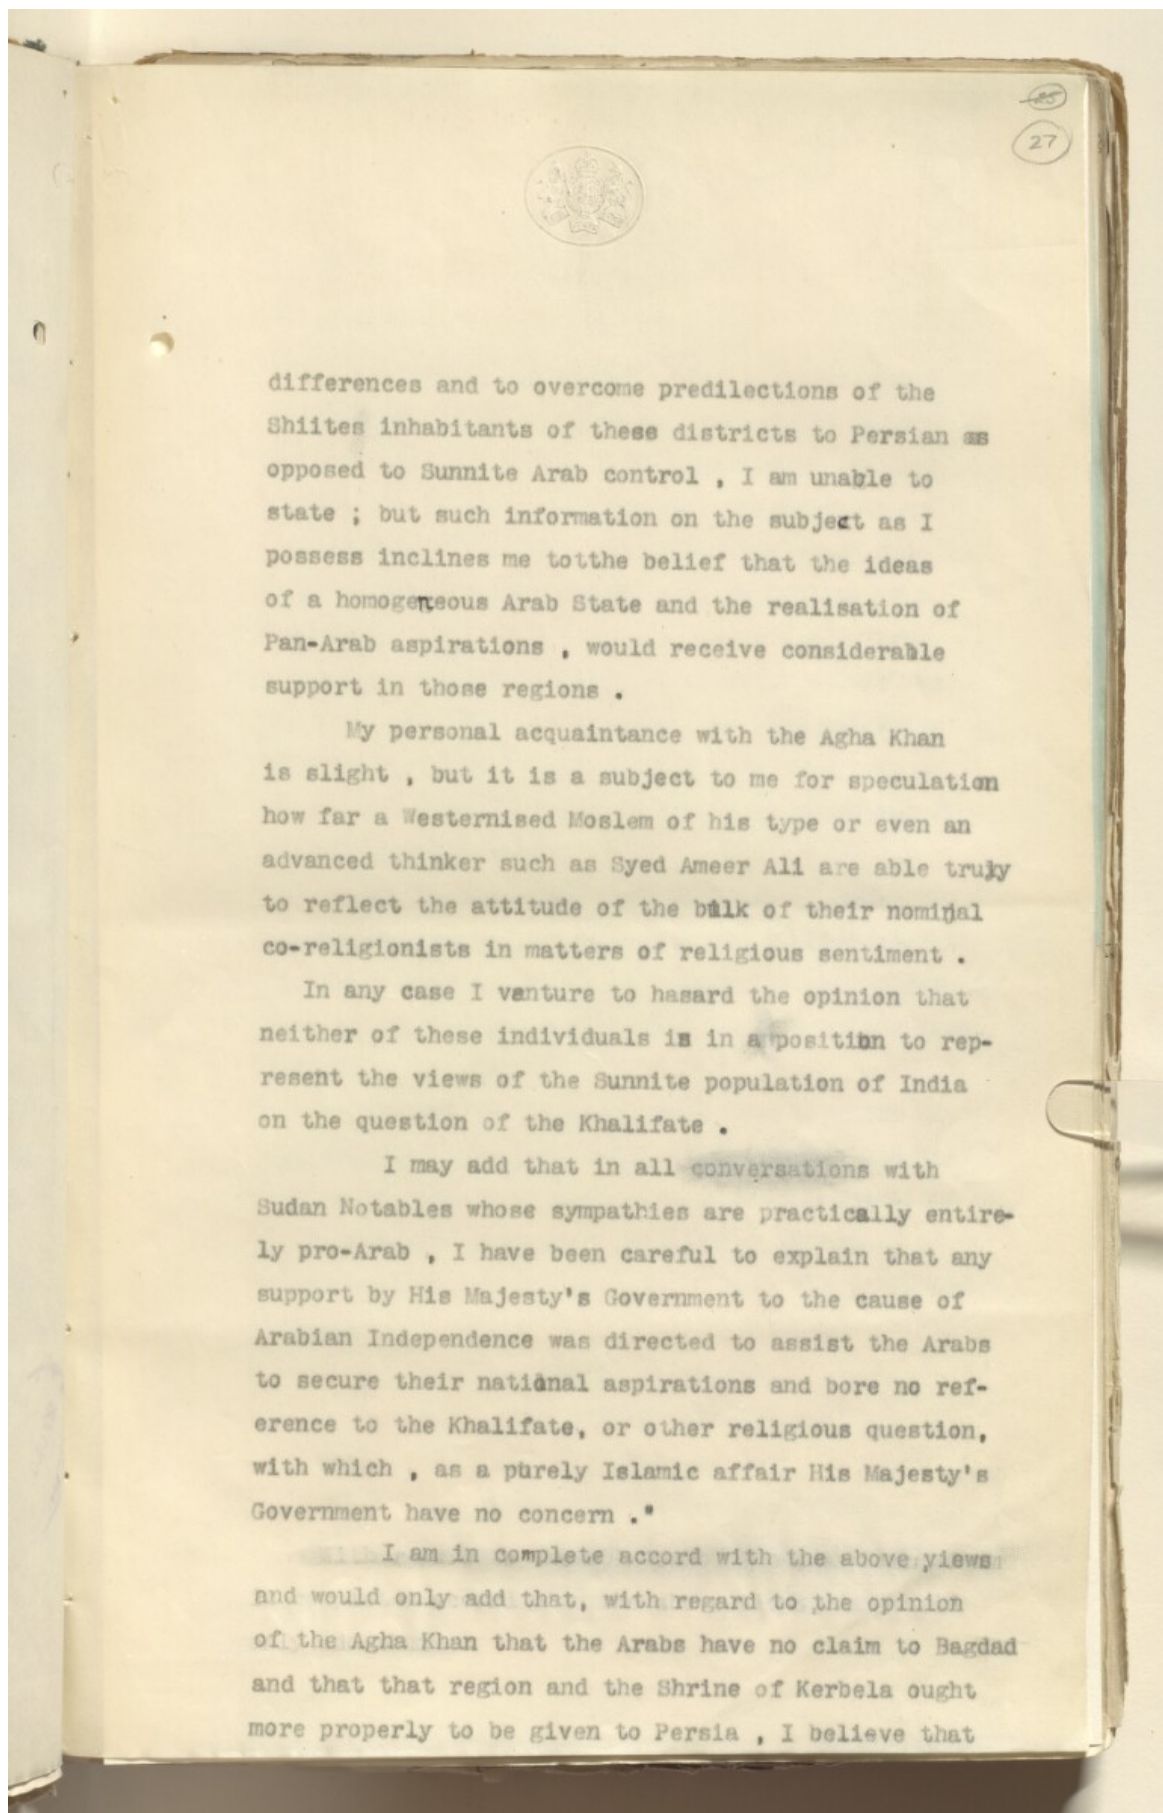 25
27
differences and to overcome predilections of the
Shiites inhabitants of these districts to Persian as
opposed to Sunnite Arab control , I am unable to
state ; but such information on the subject as I
possess inclines me totthe belief that the ideas
of a homogeneous Arab State and the realisation of
Pan-Arab aspirations , would receive considerable
support in those regions .
My personal acquaintance with the Agha Khan
is slight , but it is a subject to me for speculation
how far a Westernised Moslem of his type or even an
advanced thinker such as Syed Ameer Ali are able truly
to reflect the attitude of the bulk of their nominal
co-religionists in matters of religious sentiment .
In any case I venture to hasard the opinion that
neither of these individuals is in a position to rep-
resent the views of the Sunnite population of India
on the question of the Khalifate .
I may add that in all conversations with
Sudan Notables whose sympathies are practically entire-
ly pro-Arab , I have been careful to explain that any
support by His Majesty's Government to the cause of
Arabian Independence was directed to assist the Arabs
to secure their national aspirations and bore no ref-
erence to the Khalifate, or other religious question,
with which , as a purely Islamic affair His Majesty's
Government have no concern ."
I am in complete accord with the above views
and would only add that, with regard to the opinion
of the Agha Khan that the Arabs have no claim to Bagdad
and that that region and the Shrine of Kerbela ought
more properly to be given to Persia , I believe that